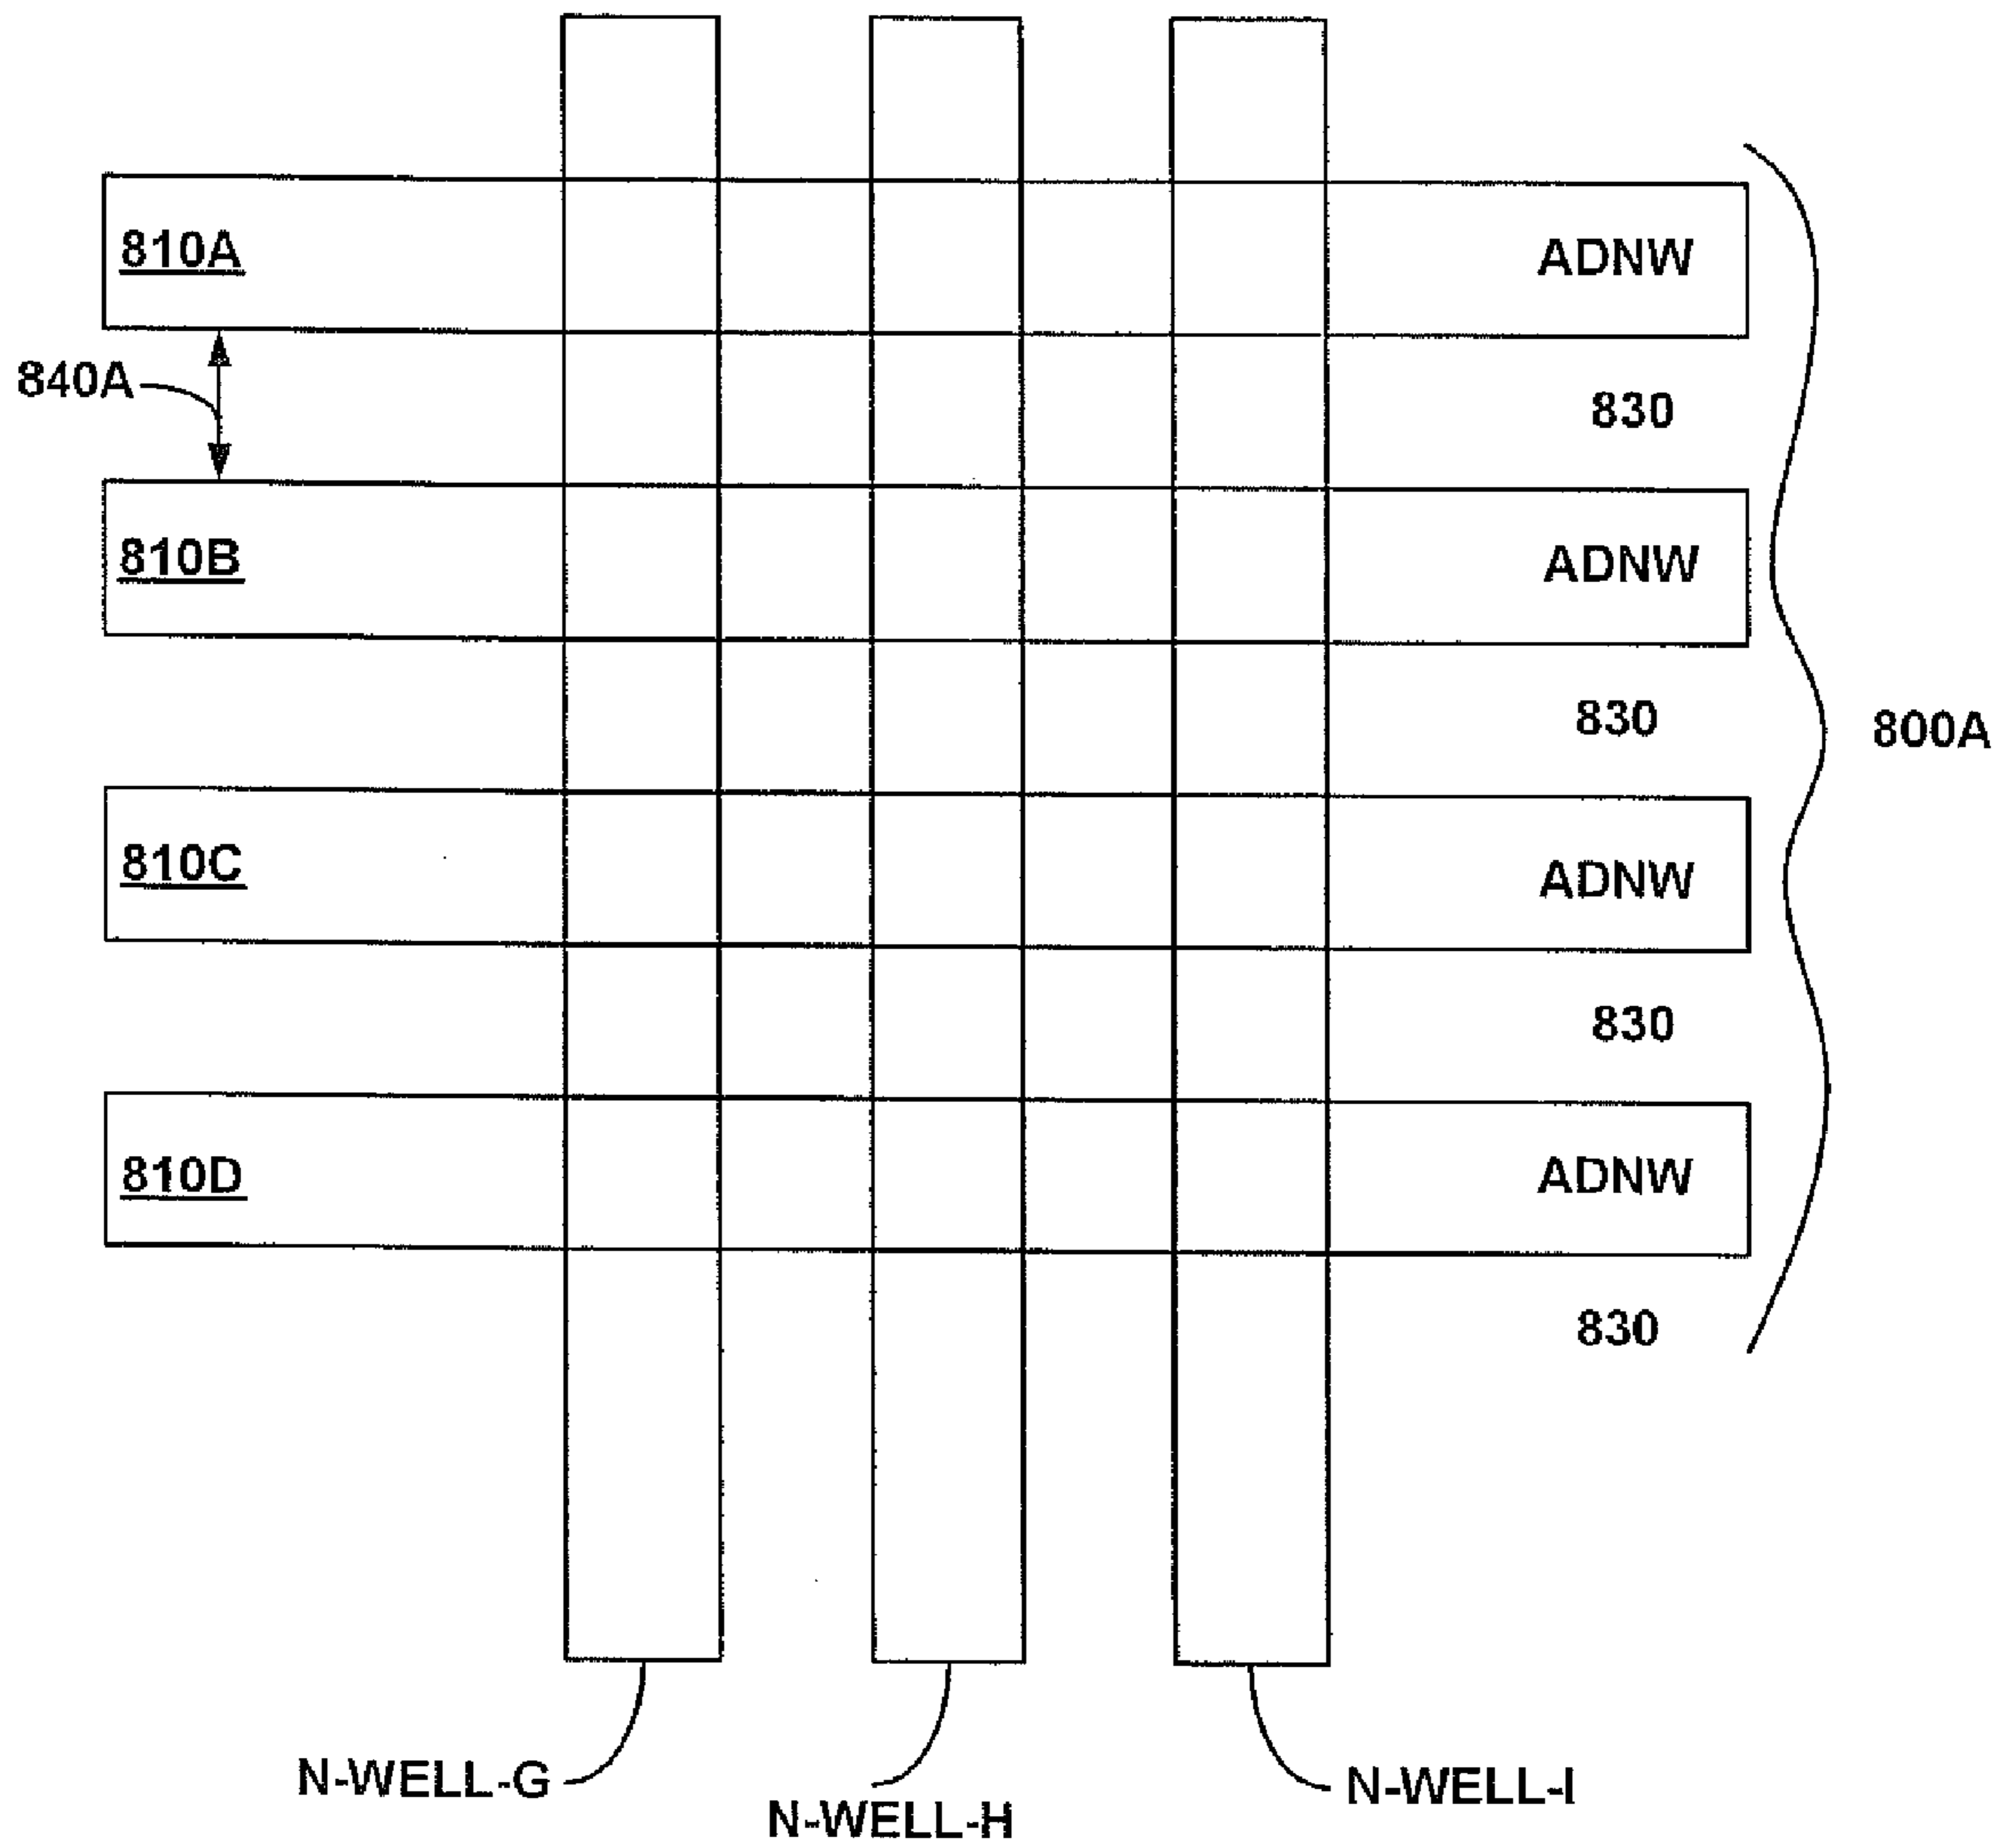 810A
ADNW
840A
830
810B
ADNW
830
800A
810C
ADNW
830
810D
ADNW
830
N-WELL-G
N-WELL-H
N-WELL-I